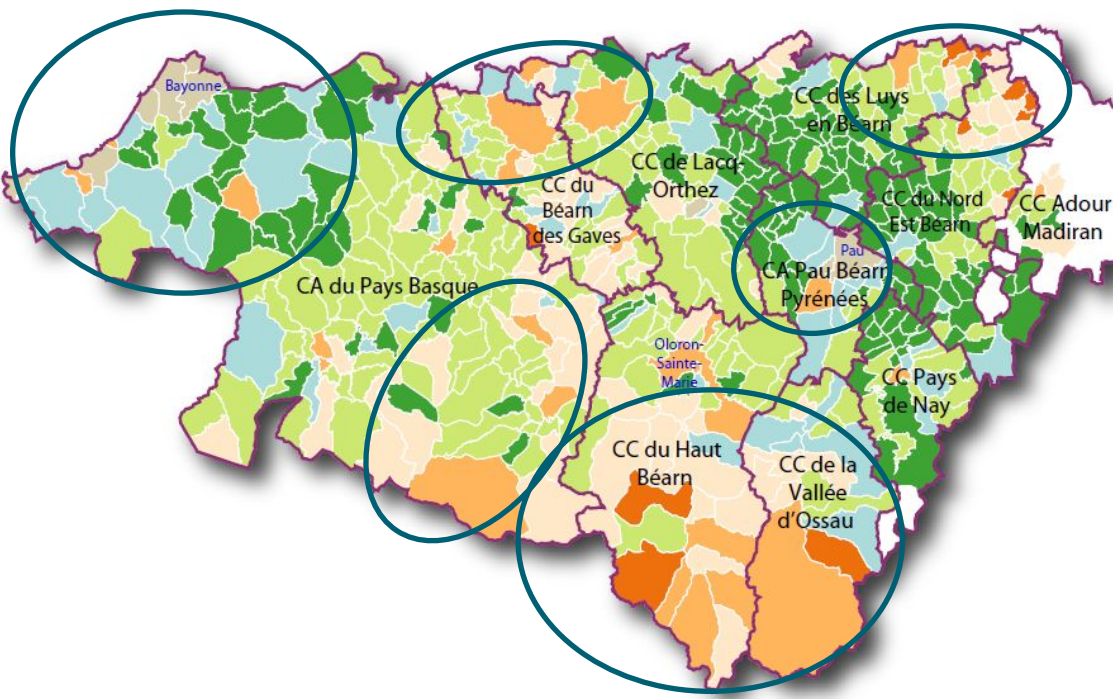 Bayonne
CC des Luys
en Béarn
CC de Lacq-
Orthez
CC du
Béarn
des Gaves
CC du Nord
Est Béarn
CC Adour
Madiran
Pau
CA Pau Béarn
Pyrénées
CA du Pays Basque
Oloron-
Sainte-
Marie
CC Pays
de Nay
CC du Haut
Béarn
CC de la
Vallée
d'Ossau